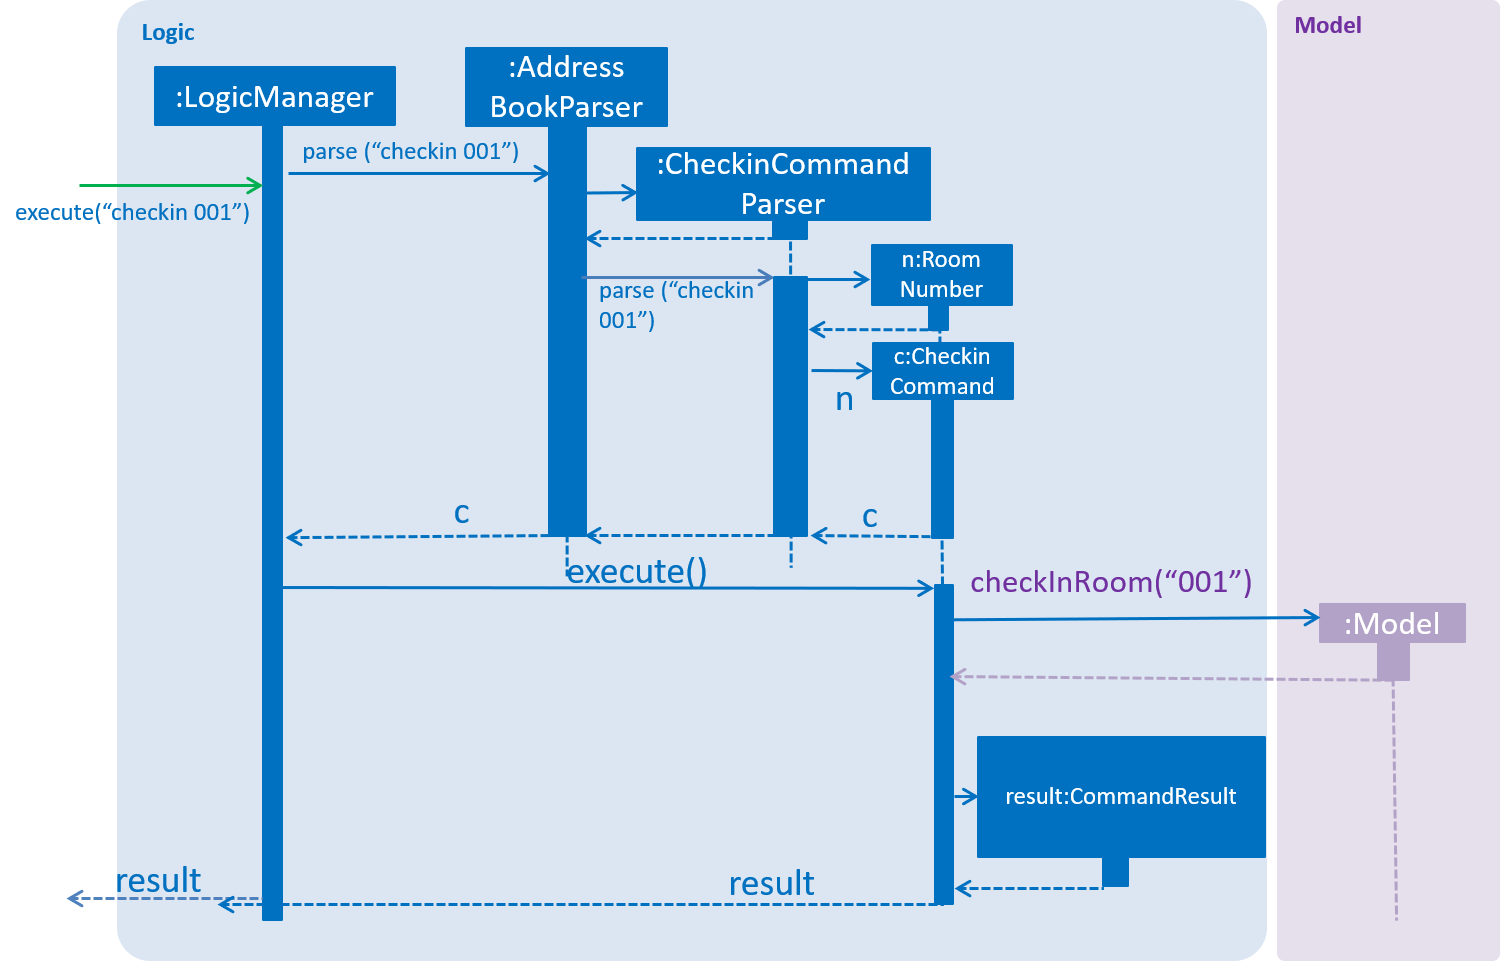 Logic
Model
:Address
BookParser
:LogicManager
parse (“checkin 001”)
:CheckinCommand
Parser
execute(“checkin 001”)
n:Room
Number
parse (“checkin
001”)
c:Checkin
Command
n
c
c
execute()
checkInRoom(“001”)
:Model
result:CommandResult
result
result